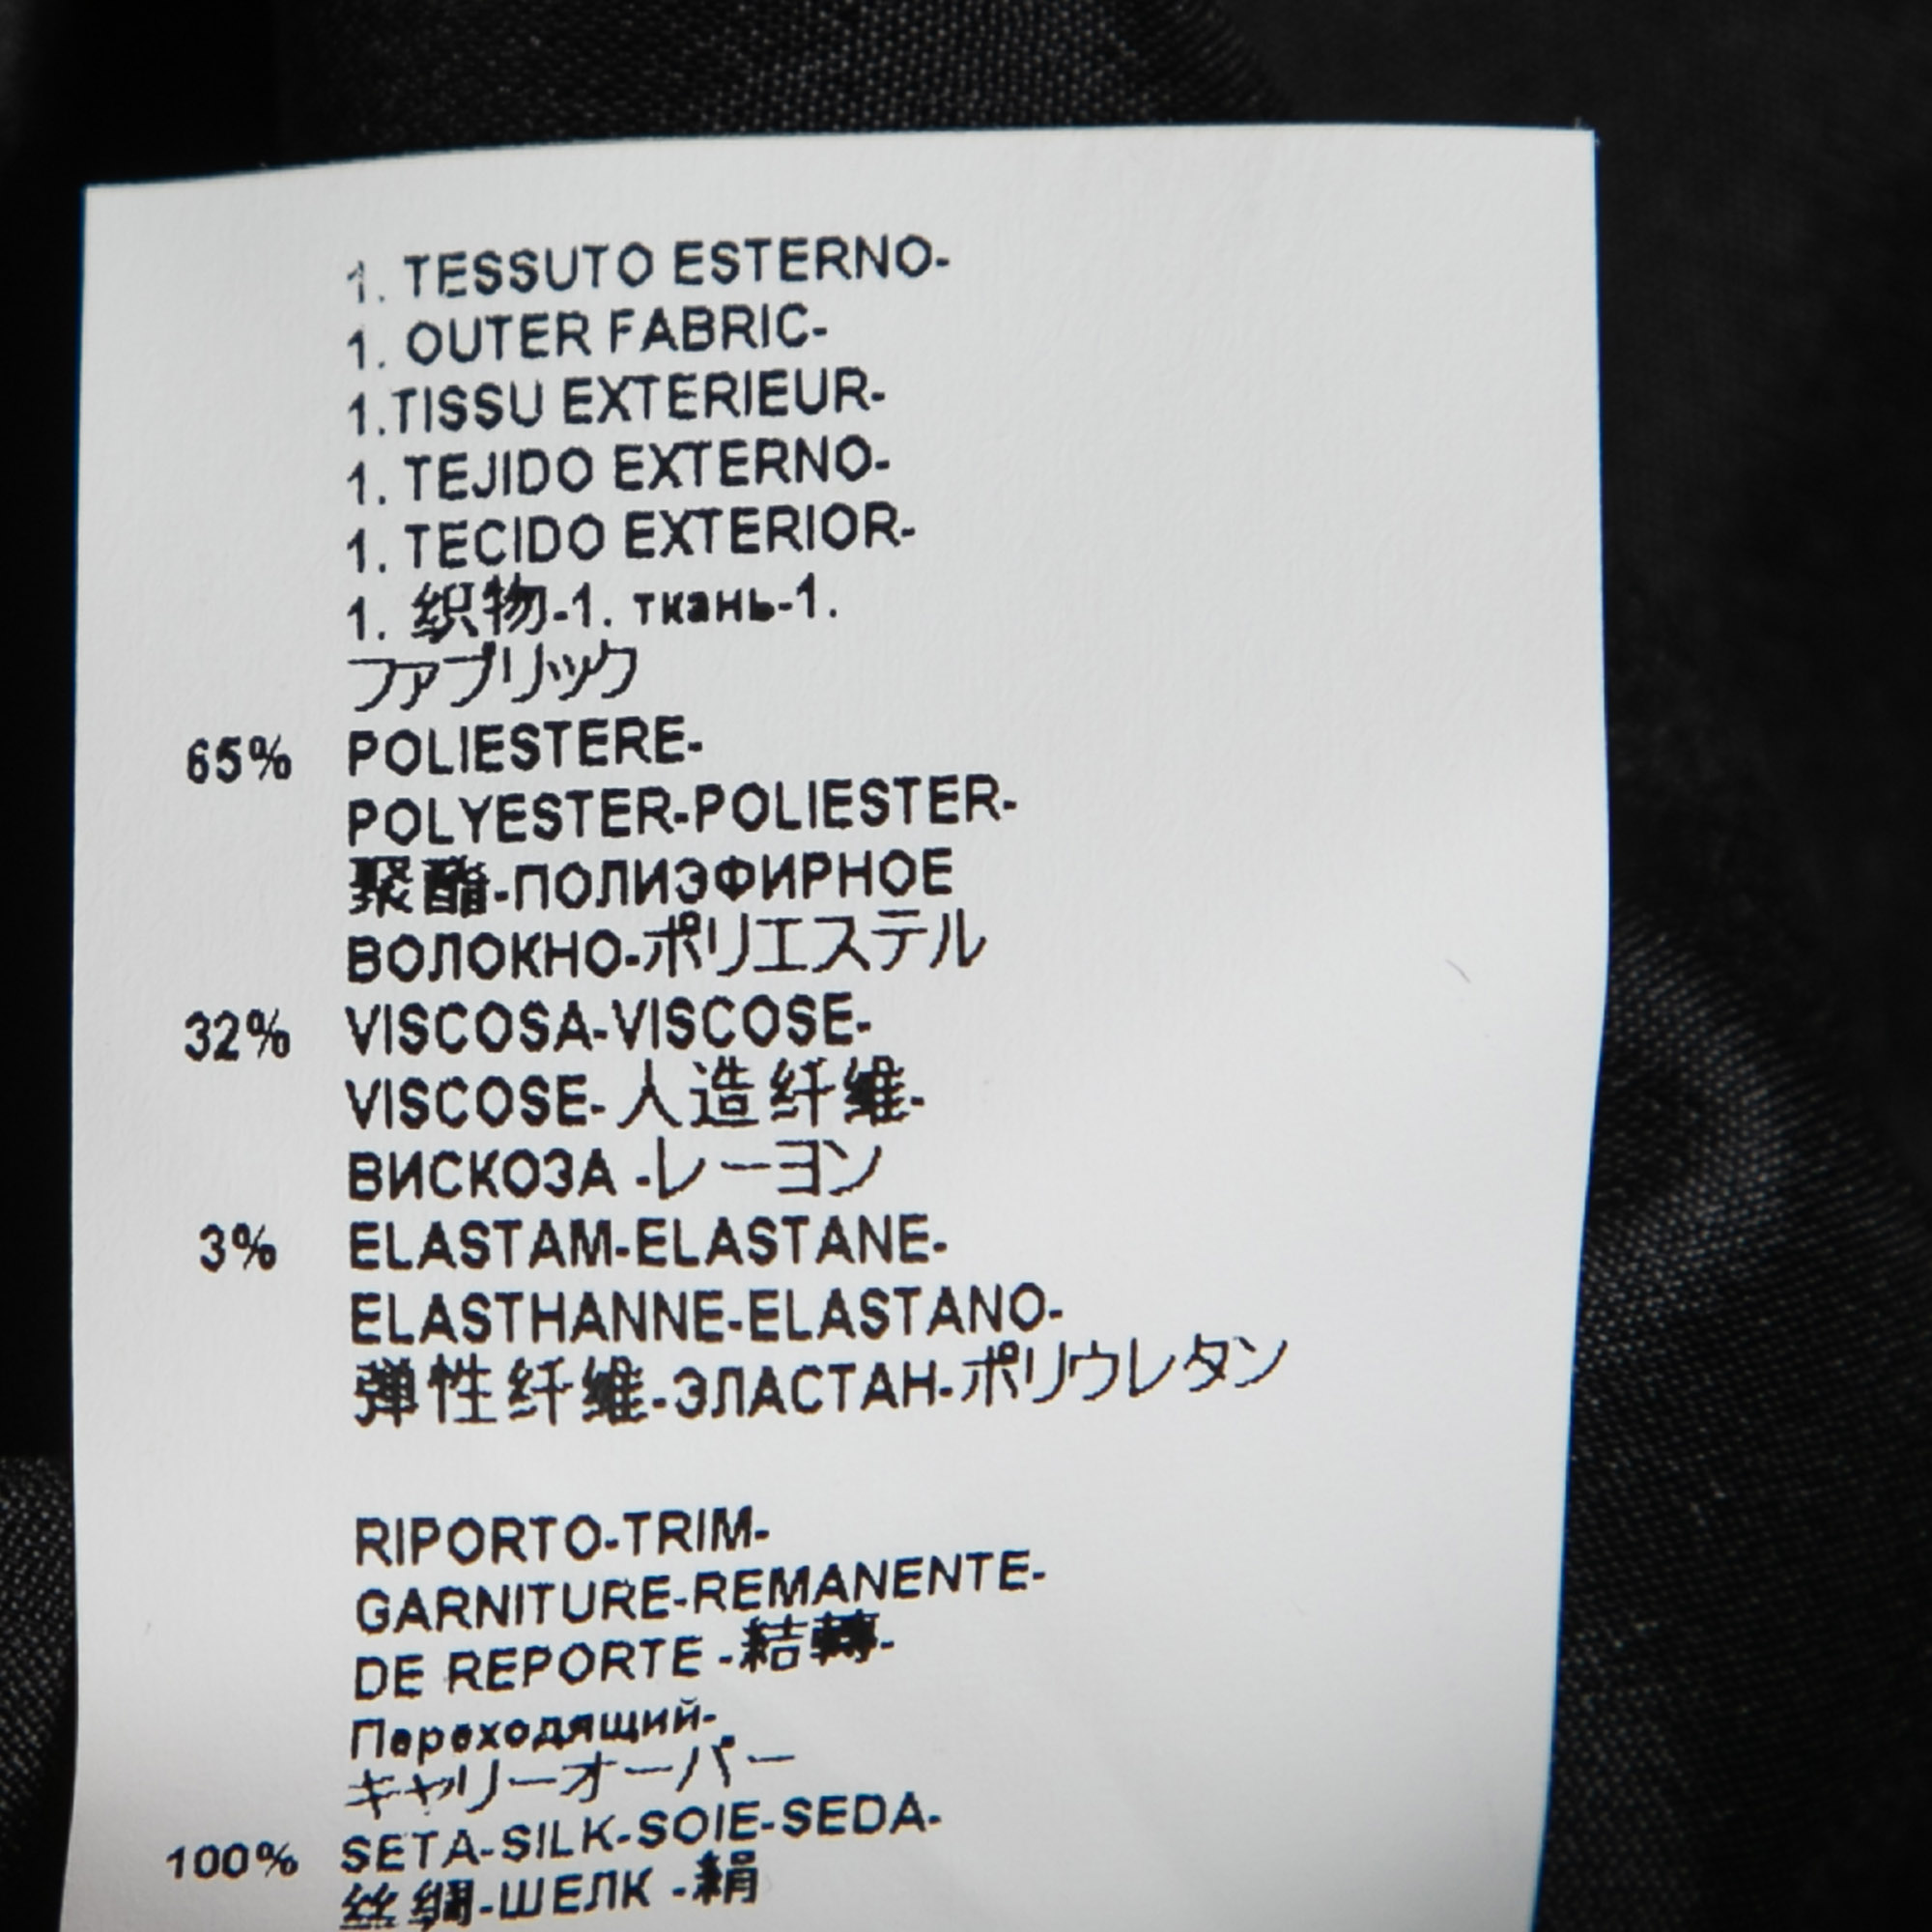 1. TESSUTO ESTERNO-
1. OUTER FABRIC-
1.TISSU EXTERIEUR-
1. TEJIDO EXTERNO-
1. TECIDO EXTERIOR-
1. 织物-1. ткань-1.
ファブリック
65% POLIESTERE-
POLYESTER-POLIESTER-
聚酯-ПОЛИЭФИРНОЕ
ВОЛОКНО-ポリエステル
32% VISCOSA-VISCOSE-
VISCOSE-人造纤维-
ВИСКОЗА -レーヨン
3% ELASTAM-ELASTANE-
ELASTHANNE-ELASTANO-
弹性纤维-ЭЛАСТАН-ポリウレタン
RIPORTO-TRIM-
GARNITURE-REMANENTE-
DE REPORTE -結轉-
Переходящий-
キャリーオーバー
100% SETA-SILK-SOIE-SEDA-
丝绸-ШЕЛК -絹